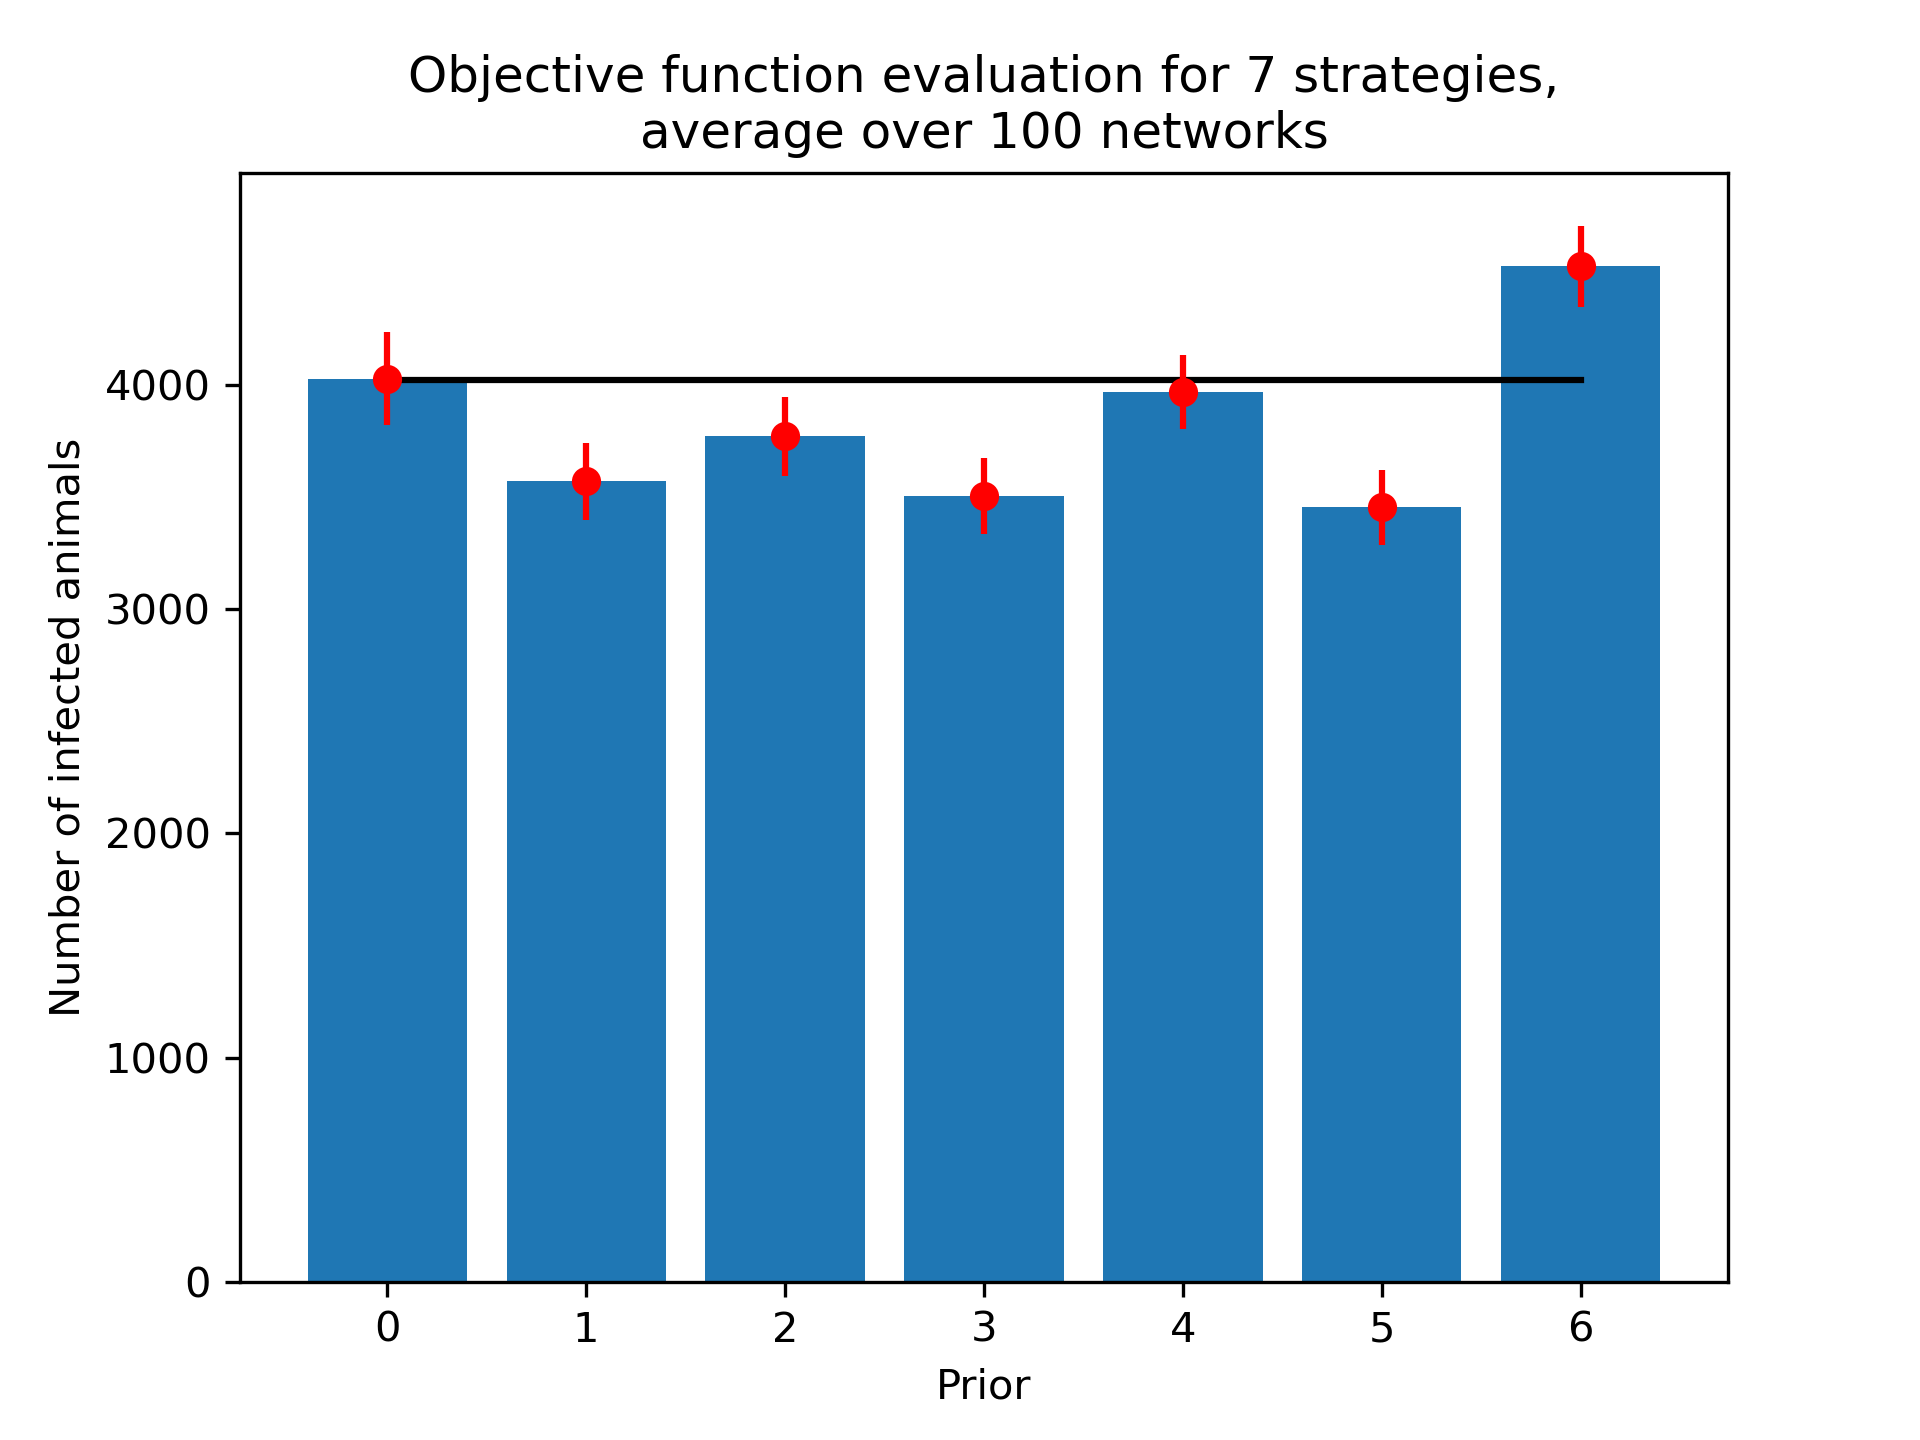 Objective function evaluation for 7 strategies,
average over 100 networks
Number of infected animals
4000
3000
2000
1000
0
0 1 2 3 4 5 6
Prior